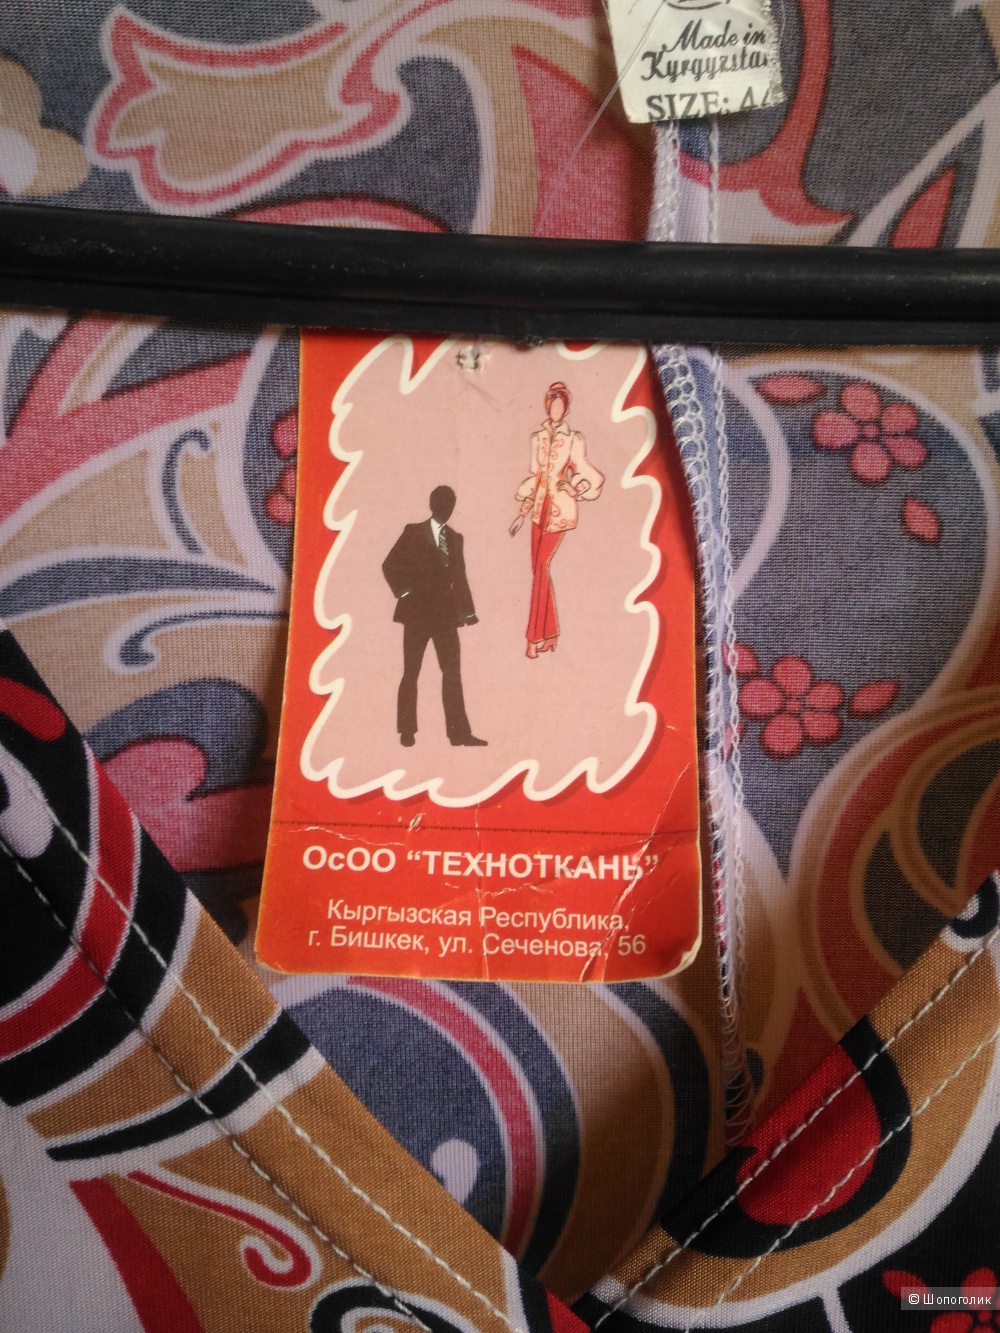 Made in
Kyrgyzstan
SIZE: 44
ОсОО “ТЕХНОТКАНЬ”
Кыргызская Республика,
г. Бишкек, ул. Сеченова, 56
© Шопоголик